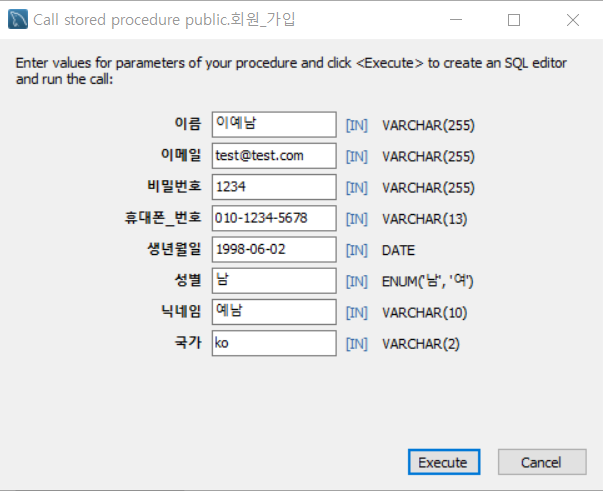 Call stored procedure public.회원_가입
Enter values for parameters of your procedure and click <Execute> to create an SQL editor
and run the call:
이름 이예남 [IN] VARCHAR(255)
이메일 test@test.com [IN] VARCHAR(255)
비밀번호 1234 [IN] VARCHAR(255)
휴대폰_번호 010-1234-5678 [IN] VARCHAR(13)
생년월일 1998-06-02 [IN] DATE
성별 남 [IN] ENUM('남', '여')
닉네임 예남 [IN] VARCHAR(10)
국가 ko [IN] VARCHAR(2)
Execute Cancel